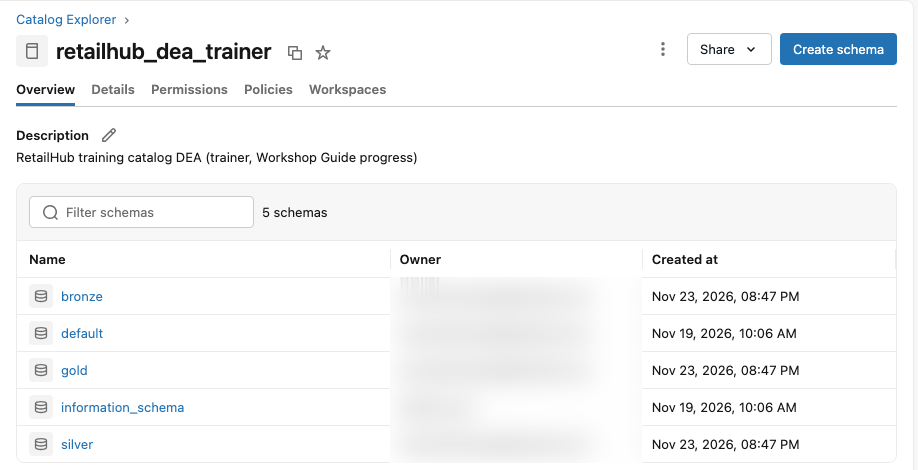 Catalog Explorer ›
retailhub_dea_trainer
Share
Create schema
Overview Details Permissions Policies Workspaces
Description
RetailHub training catalog DEA (trainer, Workshop Guide progress)
Filter schemas 5 schemas
Name Owner Created at
bronze Nov 23, 2026, 08:47 PM
default Nov 19, 2026, 10:06 AM
gold Nov 23, 2026, 08:47 PM
information_schema Nov 19, 2026, 10:06 AM
silver Nov 23, 2026, 08:47 PM